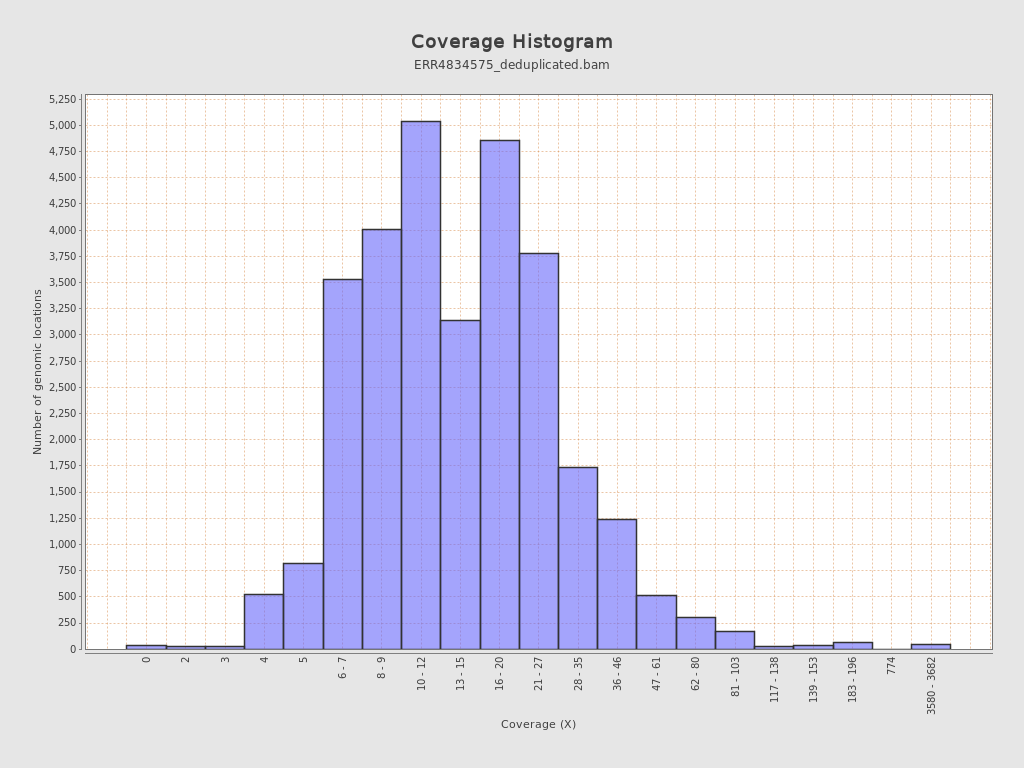 Coverage Histogram
ERR4834575_deduplicated.bam
Number of genomic locations
5,250
5,000
4,750
4,500
4,250
4,000
3,750
3,500
3,250
3,000
2,750
2,500
2,250
2,000
1,750
1,500
1,250
1,000
750
500
250
0
0
2
3
4
5
6 - 7
8 - 9
10 - 12
13 - 15
16 - 20
21 - 27
28 - 35
36 - 46
47 - 61
62 - 80
81 - 103
117 - 138
139 - 153
183 - 196
774
3580 - 3682
Coverage (X)